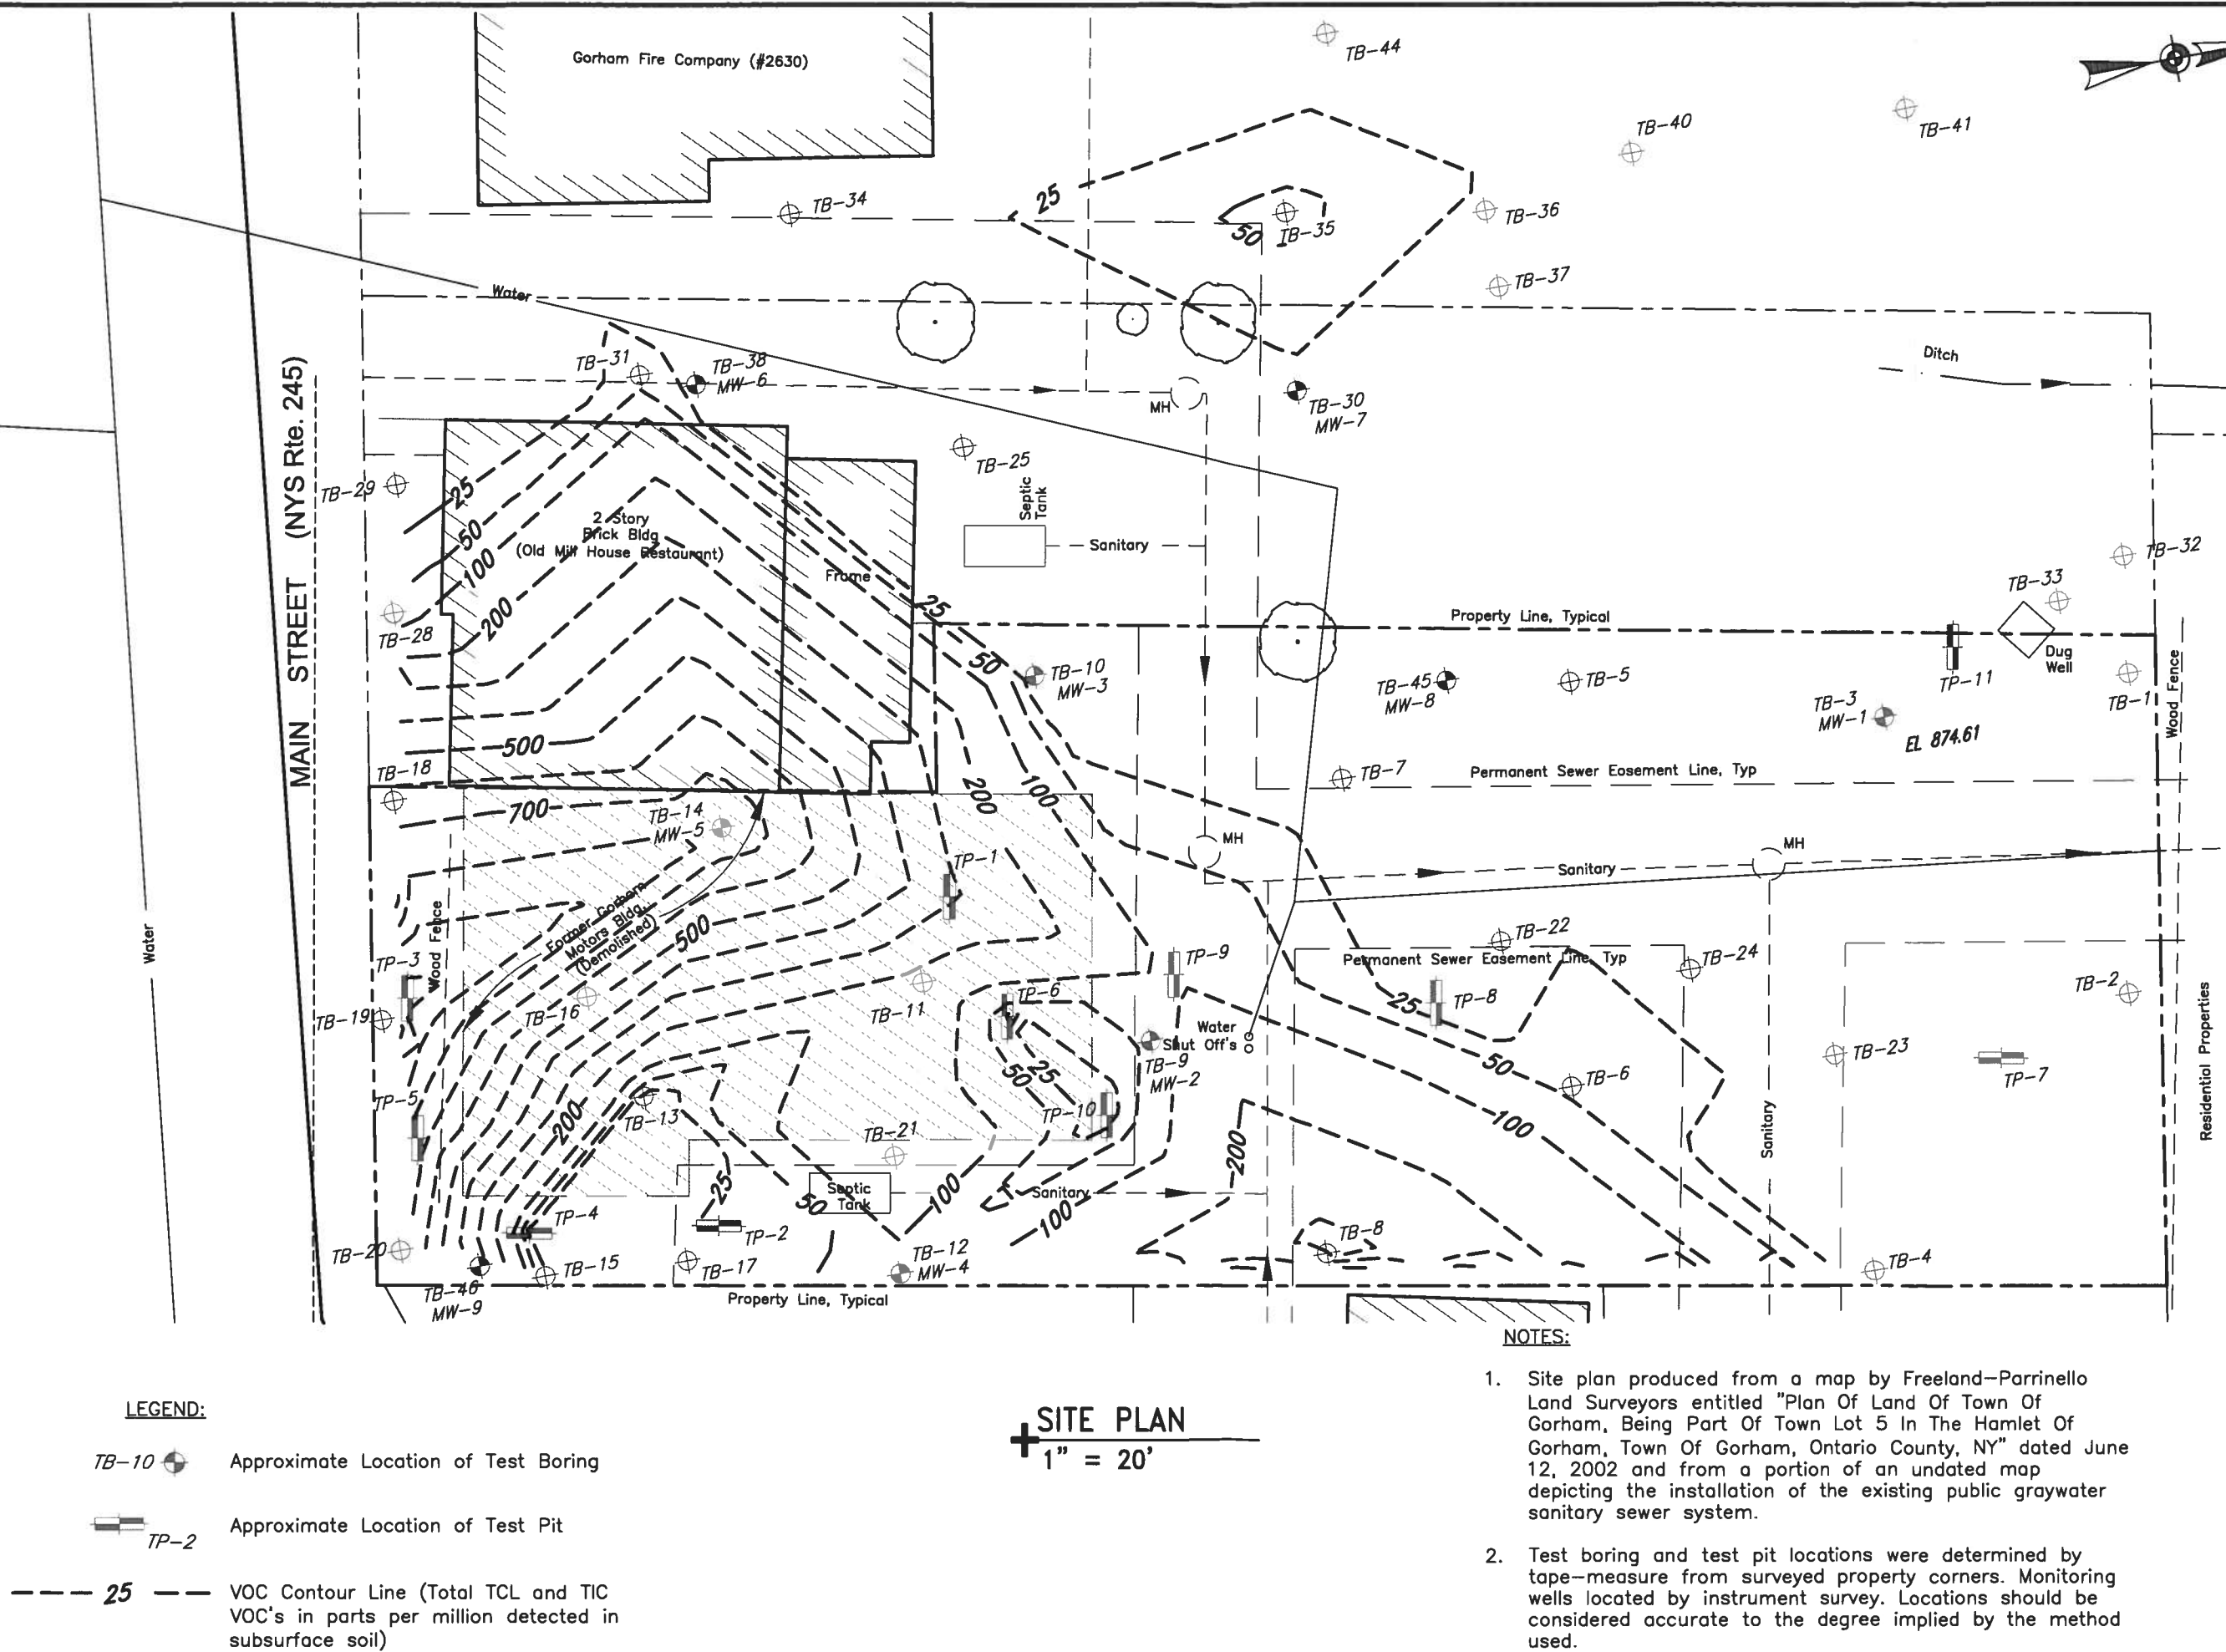 Gorham Fire Company (#2630)
TB-44
TB-40
TB-41
TB-34
25
50
TB-35
TB-36
TB-37
Water
TB-31
TB-38
MW-6
MH
TB-30
MW-7
Ditch
MAIN STREET (NYS Rte. 245)
TB-29
25
50
100
200
2 Story
Brick Bldg
(Old Mill House Restaurant)
Frame
TB-25
Septic
Tank
Sanitary
TB-32
TB-33
TB-28
25
50
Property Line, Typical
TB-10
MW-3
TB-45
MW-8
TB-5
TP-11
Dug
Well
TB-3
MW-1
EL 874.61
TB-1
Wood Fence
500
TB-18
200
100
TB-7
Permanent Sewer Eosement Line, Typ
700
TB-14
MW-5
MH
MH
TP-1
Sanitary
Water
Wood Fence
Former Gorham
Motors Bldg.
(Demolished)
500
TP-3
TB-22
TP-9
Permanent Sewer Easement Line, Typ
TB-24
TB-2
TB-19
TB-16
TB-11
TP-6
25
TP-8
Water
Shut Off's
TB-9
MW-2
50
25
50
TB-6
TB-23
TP-7
TP-5
200
TB-13
TP-10
100
Sanitary
Residential Properties
TB-21
200
25
50
Septic
Tank
100
Sanitary
100
TP-4
TP-2
TB-8
TB-20
TB-15
TB-17
TB-12
MW-4
TB-4
TB-46
MW-9
Property Line, Typical
LEGEND:
TB-10 Approximate Location of Test Boring
TP-2 Approximate Location of Test Pit
25 VOC Contour Line (Total TCL and TIC
VOC's in parts per million detected in
subsurface soil)
SITE PLAN
1" = 20'
NOTES:
1. Site plan produced from a map by Freeland-Parrinello
Land Surveyors entitled "Plan Of Land Of Town Of
Gorham, Being Part Of Town Lot 5 In The Hamlet Of
Gorham, Town Of Gorham, Ontario County, NY" dated June
12, 2002 and from a portion of an undated map
depicting the installation of the existing public graywater
sanitary sewer system.
2. Test boring and test pit locations were determined by
tape-measure from surveyed property corners. Monitoring
wells located by instrument survey. Locations should be
considered accurate to the degree implied by the method
used.